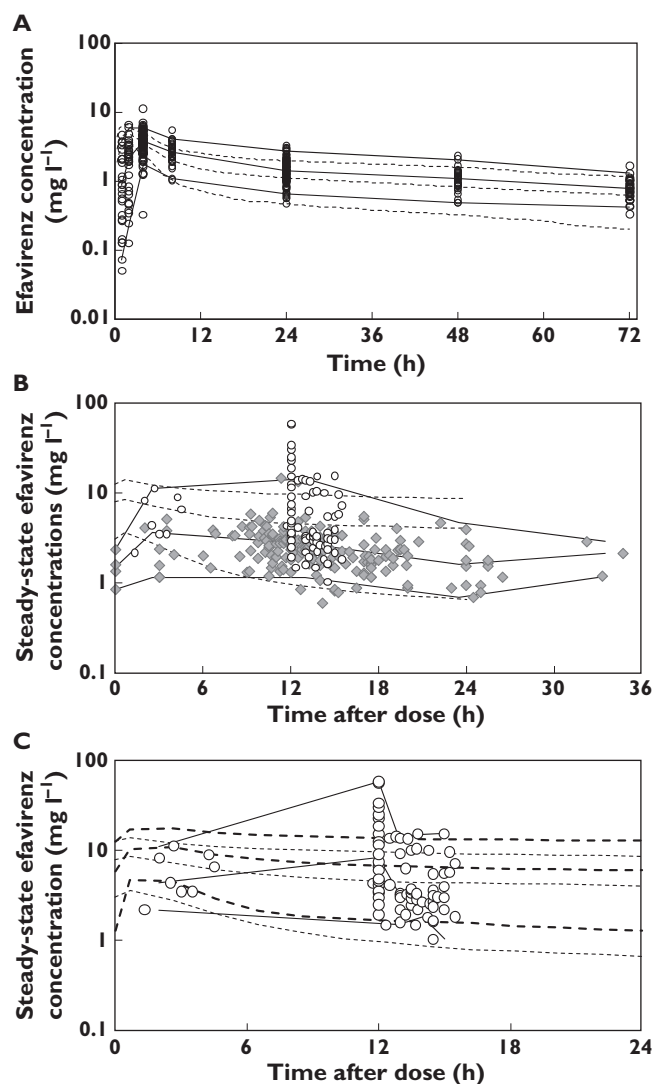 A
Efavirenz concentration
(mg l⁻¹)
100
10
1
0.1
0.01
0 12 24 36 48 60 72
Time (h)
B
Steady-state efavirenz
concentrations (mg l⁻¹)
100
10
1
0.1
0 6 12 18 24 30 36
Time after dose (h)
C
Steady-state efavirenz
concentration (mg l⁻¹)
100
10
1
0.1
0 6 12 18 24
Time after dose (h)